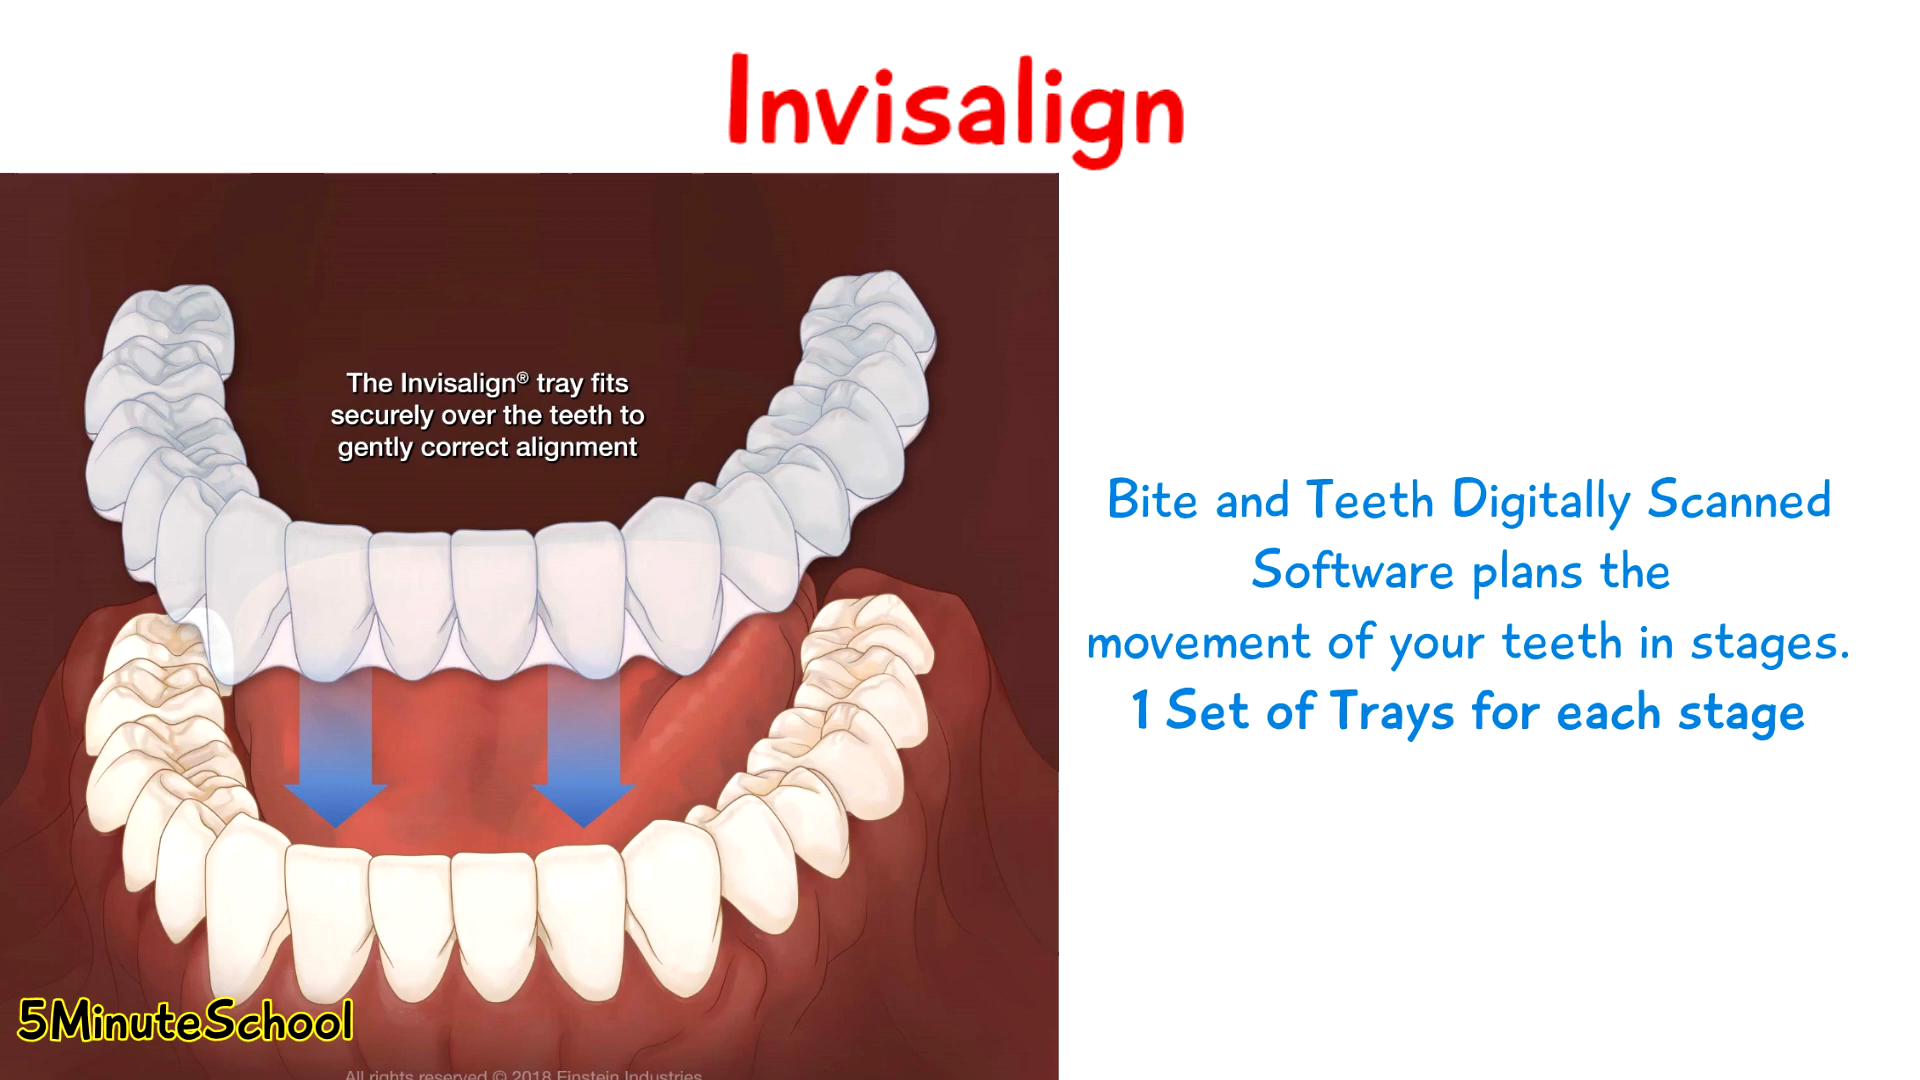 Invisalign
The Invisalign® tray fits
securely over the teeth to
gently correct alignment
Bite and Teeth Digitally Scanned
Software plans the
movement of your teeth in stages.
1 Set of Trays for each stage
5MinuteSchool
All rights reserved © 2018 Einstein Industries